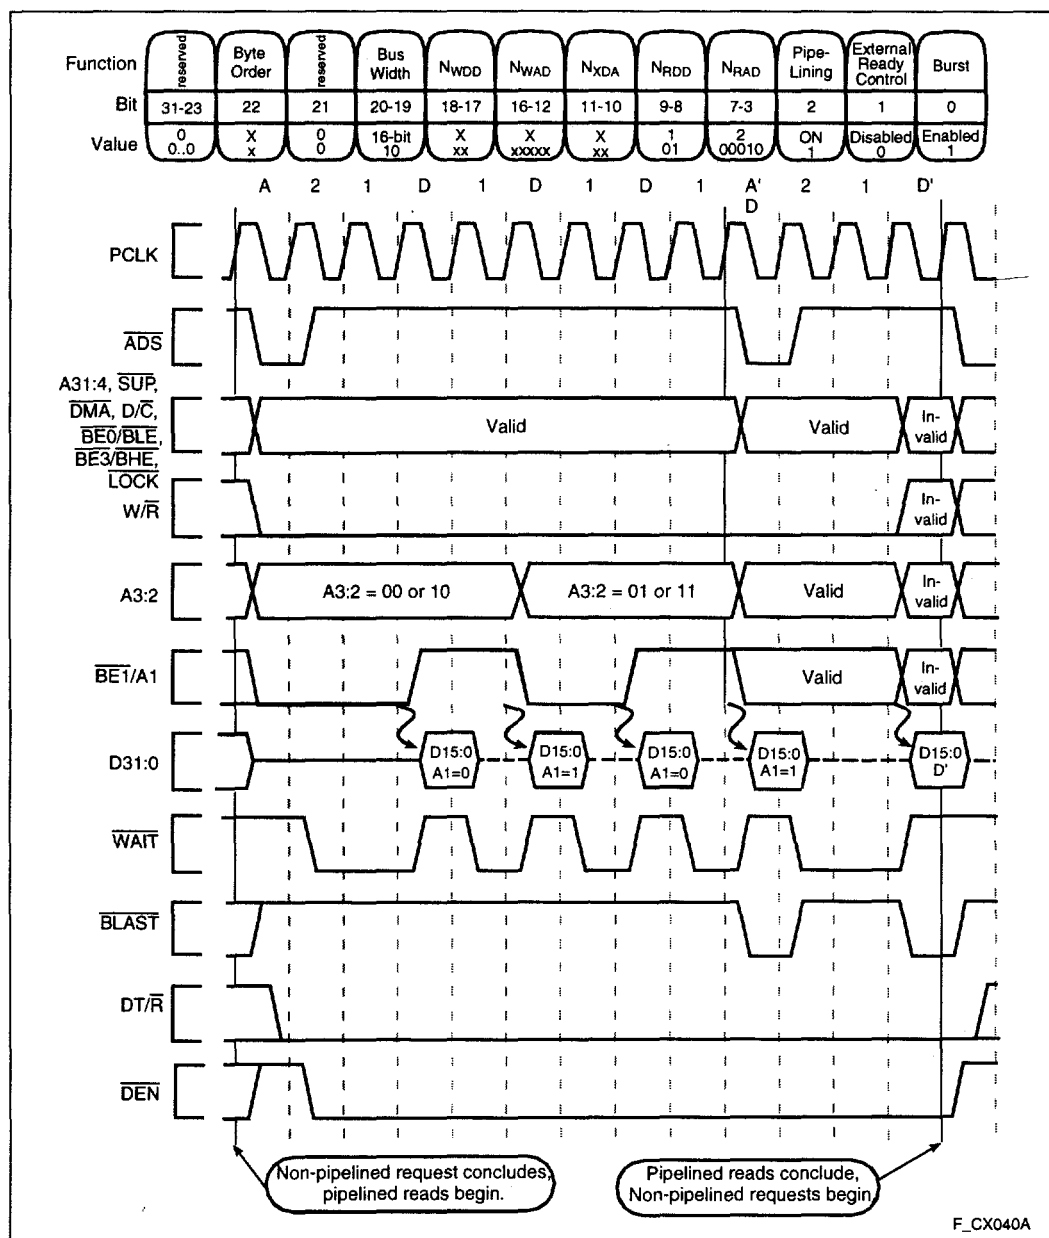 Function reserved Byte Order reserved Bus Width NWDD NWAD NXDA NRDD NRAD Pipe-Lining External Ready Control Burst
Bit 31-23 22 21 20-19 18-17 16-12 11-10 9-8 7-3 2 1 0
Value 0 X 0 16-bit X X X 1 2 ON Disabled Enabled
0..0 x 0 10 xx xxxxx xx 01 00010 1 0 1
A 2 1 D 1 D 1 D 1 A' 2 1 D'
D
PCLK
ADS
A31:4, SUP,
DMA, D/C,
BE0/BLE,
BE3/BHE,
LOCK
Valid Valid In-valid
W/R In-valid
A3:2 A3:2 = 00 or 10 A3:2 = 01 or 11 Valid In-valid
BE1/A1 Valid In-valid
D31:0 D15:0 A1=0 D15:0 A1=1 D15:0 A1=0 D15:0 A1=1 D15:0 D'
WAIT
BLAST
DT/R
DEN
Non-pipelined request concludes,
pipelined reads begin.
Pipelined reads conclude,
Non-pipelined requests begin
F_CX040A